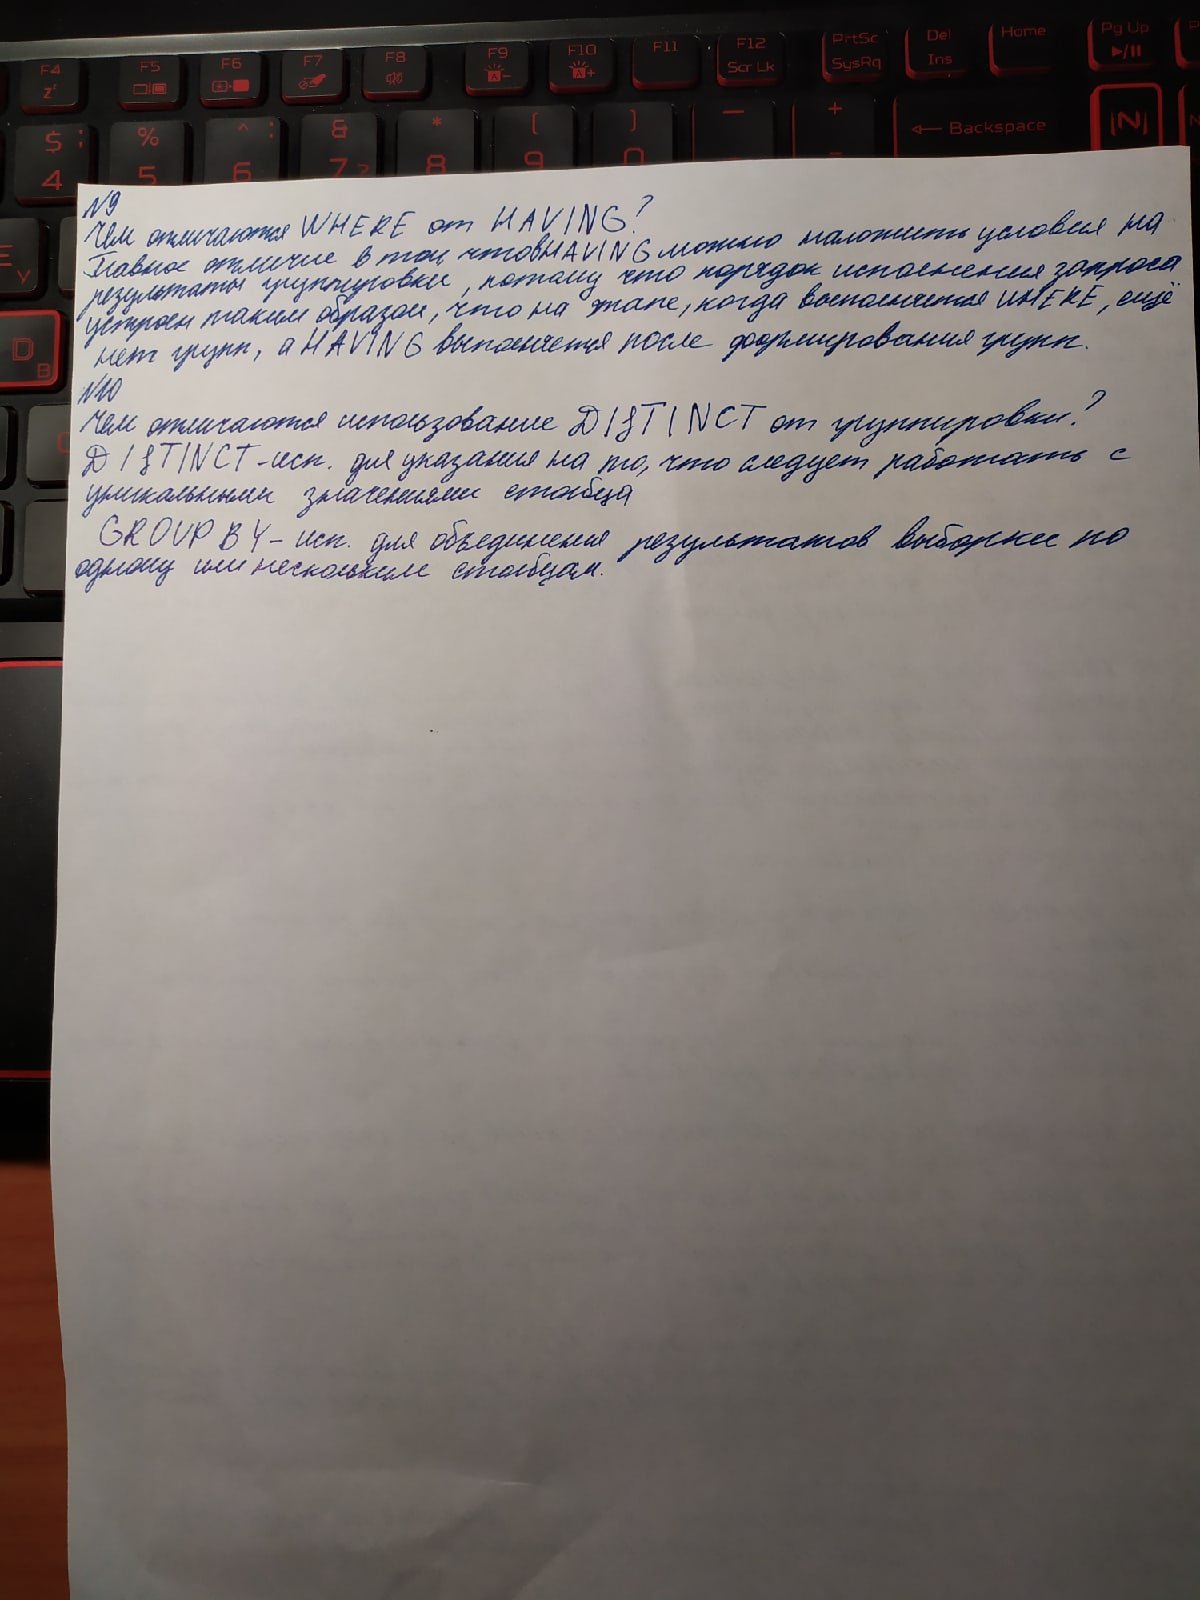 F4 F5 F6 F7 F8 F9 F10 F11 F12 PrtSc Del Home Pg Up
z A- A+ Scr Lk SysRq Ins
$ ; % ^ : & * ( ) — + ← Backspace N
4 5 6 7 ? 8 9 0
У
D
В
N9
Чем отличаются WHERE от HAVING?
Главное отличие в том, что в HAVING можно наложить условия на
результаты группировки, потому что порядок исполнения запроса
устроен таким образом, что на этапе, когда выполняется WHERE, ещё
нет групп, а HAVING выполняется после формирования групп.
N10
Чем отличаются использование DISTINCT от группировки?
DISTINCT - исп. для указания на то, что следует работать с
уникальными значениями столбца
GROUP BY - исп. для объединения результатов выборки по
одному или нескольким столбцам.